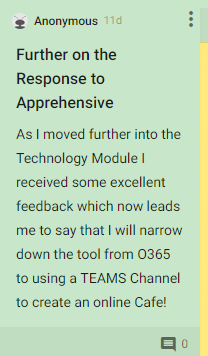 Anonymous 11d
Further on the
Response to
Apprehensive
As I moved further into the
Technology Module I
received some excellent
feedback which now leads
me to say that I will narrow
down the tool from O365
to using a TEAMS Channel
to create an online Cafe!
0